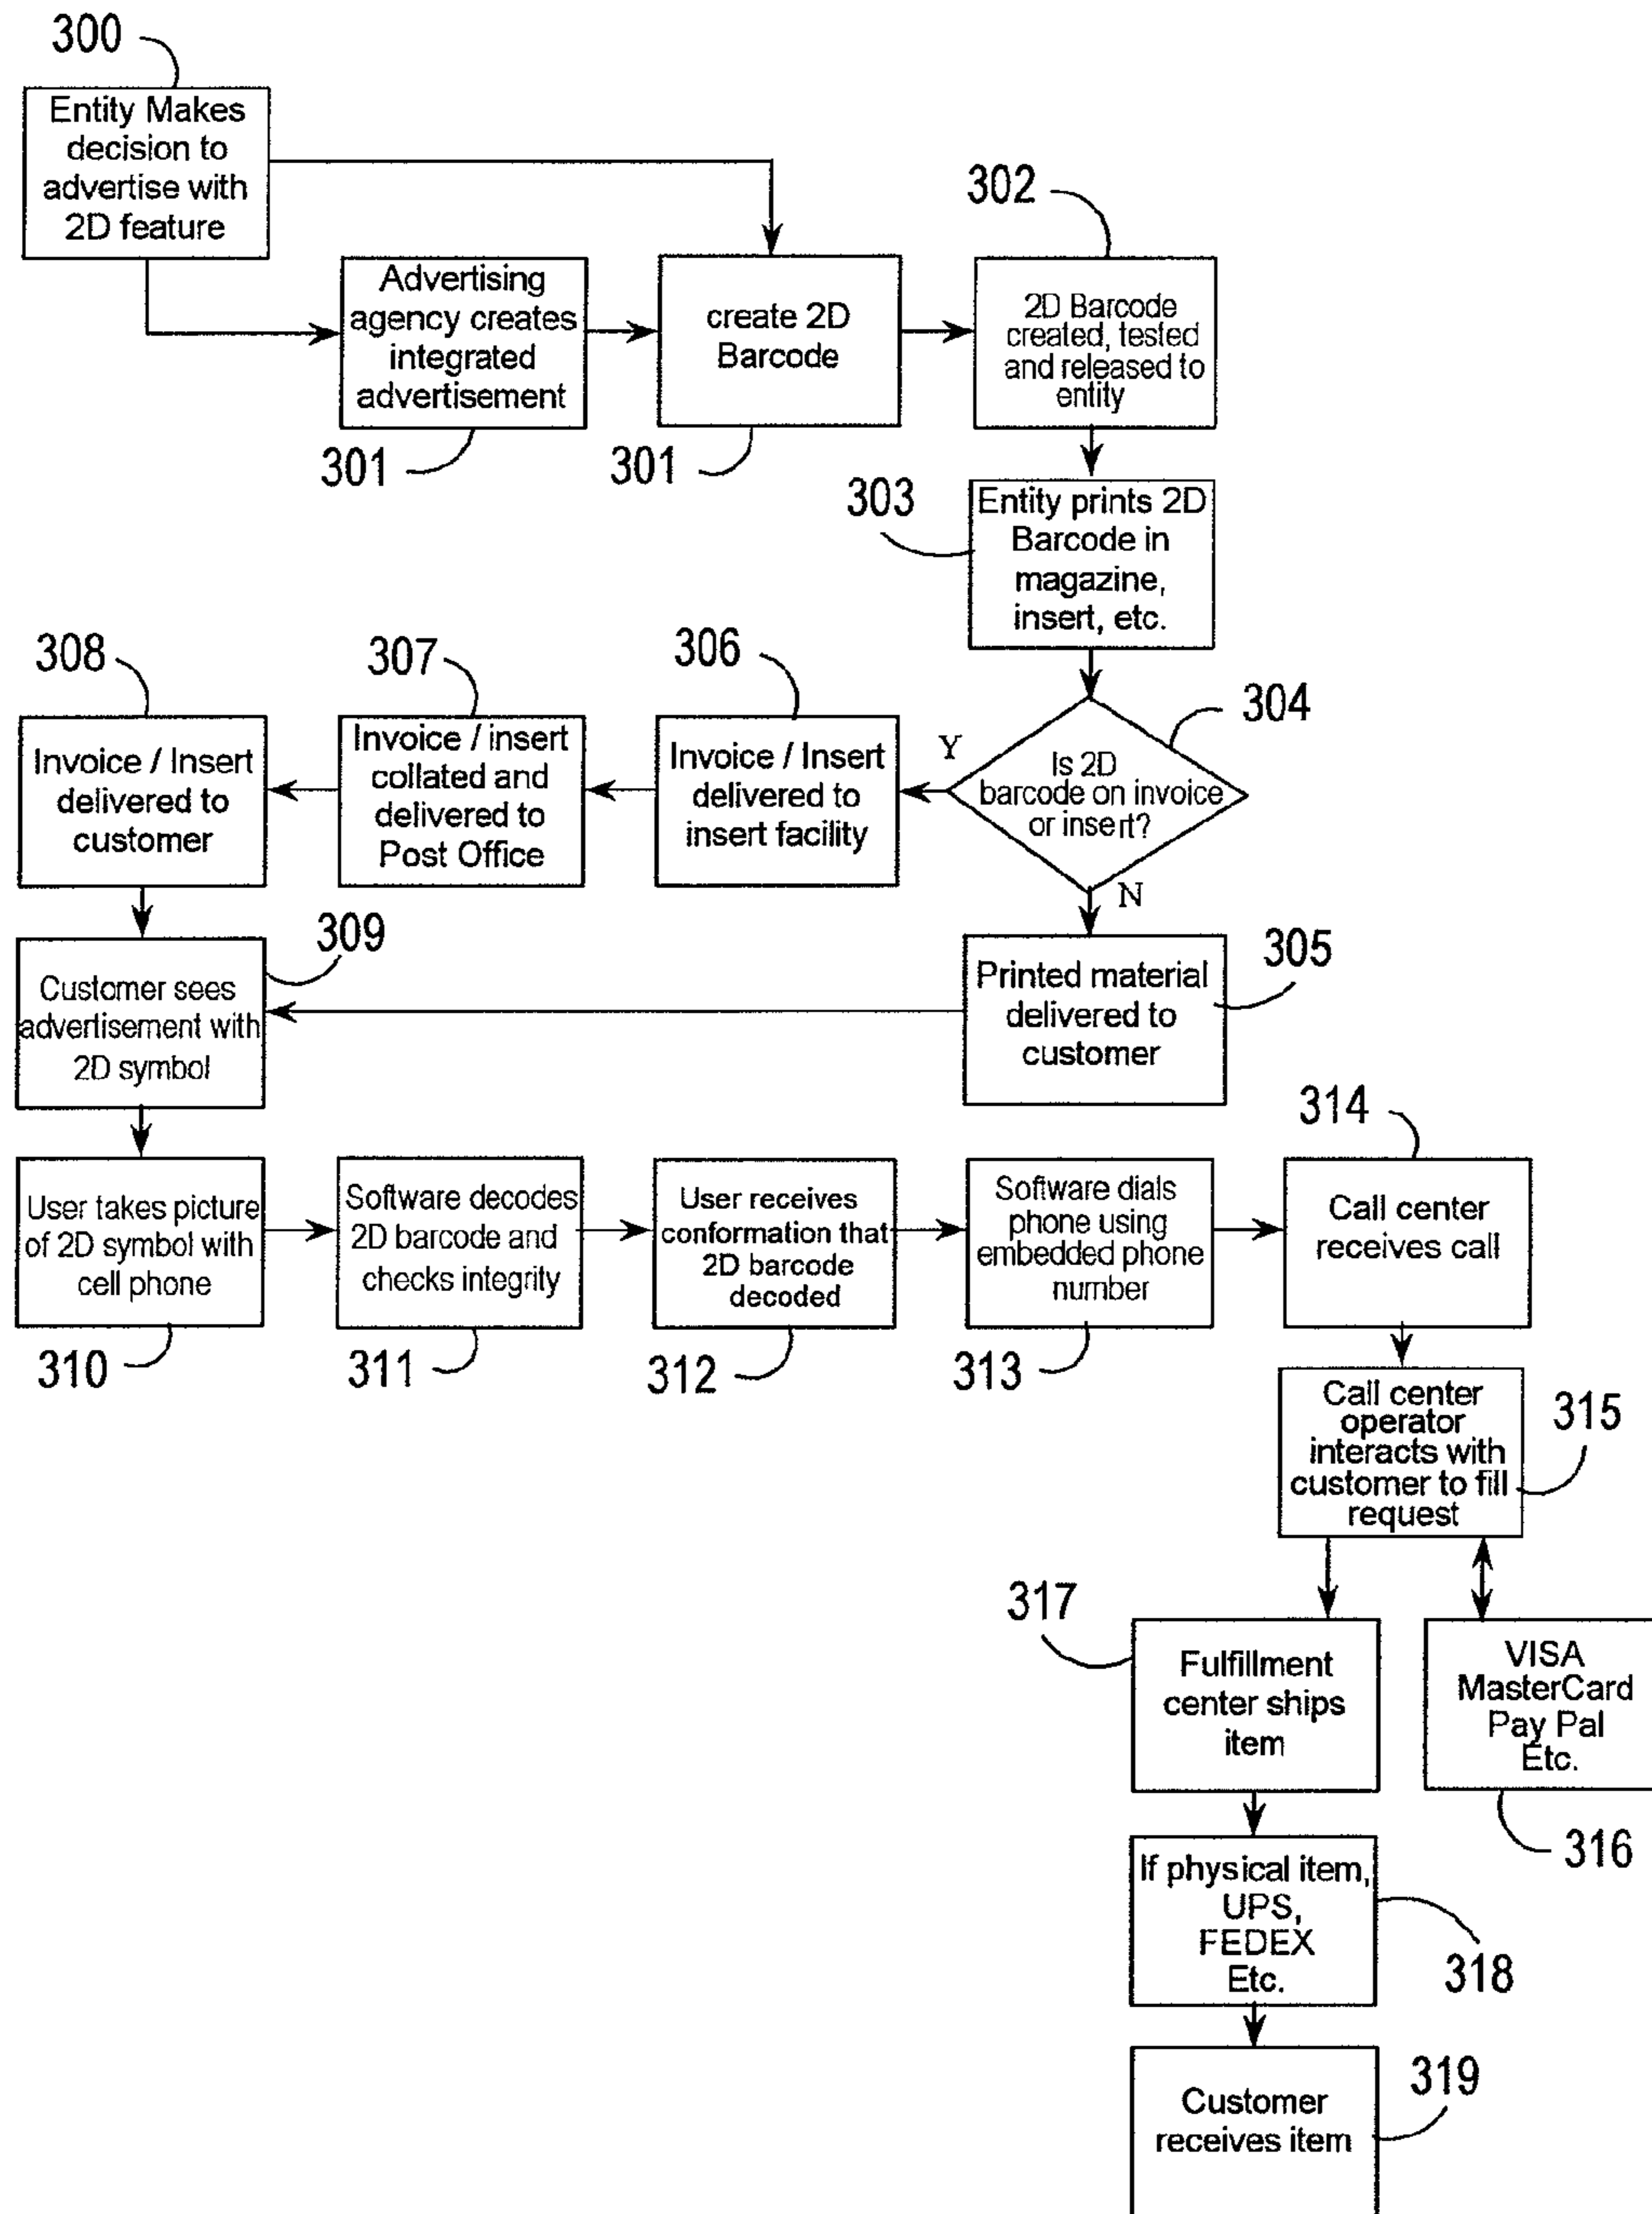 300
Entity Makes
decision to
advertise with
2D feature
Advertising
agency creates
integrated
advertisement
301
create 2D
Barcode
301
302
2D Barcode
created, tested
and released to
entity
303
Entity prints 2D
Barcode in
magazine,
insert, etc.
304
Is 2D
barcode on invoice
or insert?
Y
N
306
Invoice / Insert
delivered to
insert facility
307
Invoice / insert
collated and
delivered to
Post Office
308
Invoice / Insert
delivered to
customer
305
Printed material
delivered to
customer
309
Customer sees
advertisement with
2D symbol
User takes picture
of 2D symbol with
cell phone
310
Software decodes
2D barcode and
checks integrity
311
User receives
conformation that
2D barcode
decoded
312
Software dials
phone using
embedded phone
number
313
314
Call center
receives call
Call center
operator
interacts with
customer to fill
request
315
317
Fulfillment
center ships
item
VISA
MasterCard
Pay Pal
Etc.
316
If physical item,
UPS,
FEDEX
Etc.
318
Customer
receives item
319